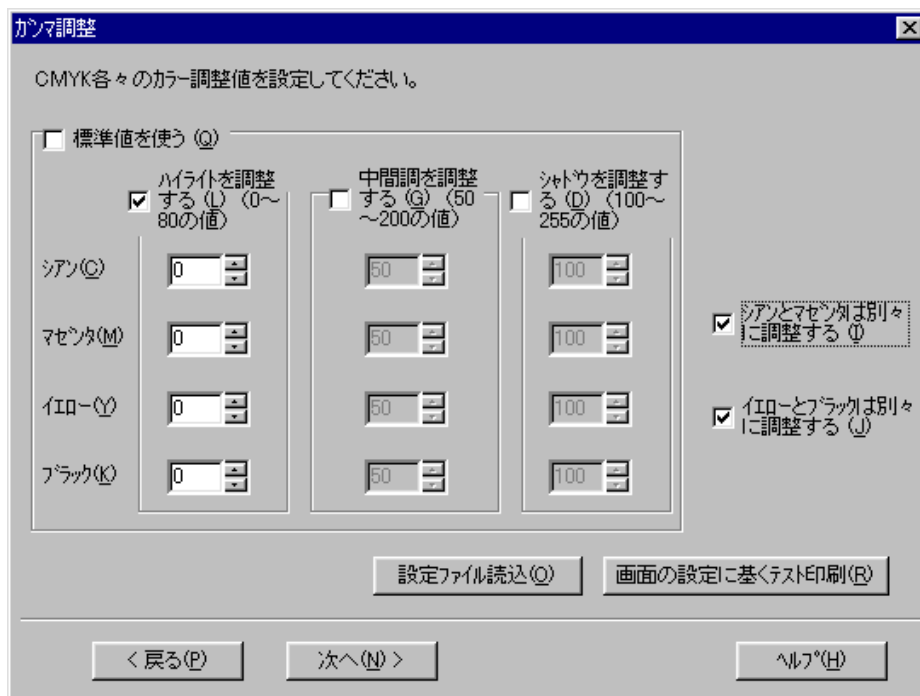 ガンマ調整
CMYK各々のカラー調整値を設定してください。
標準値を使う(Q)
ハイライトを調整
する(L) (0～
80の値)
中間調を調整
する(G) (50
～200の値)
シャドウを調整す
る(D) (100～
255の値)
シアン(C)
0
50
100
マゼンタ(M)
0
50
100
イエロー(Y)
0
50
100
ブラック(K)
0
50
100
シアンとマゼンタは別々
に調整する(I)
イエローとブラックは別々
に調整する(J)
設定ファイル読込(O)
画面の設定に基くテスト印刷(R)
< 戻る(P)
次へ(N) >
ヘルプ(H)